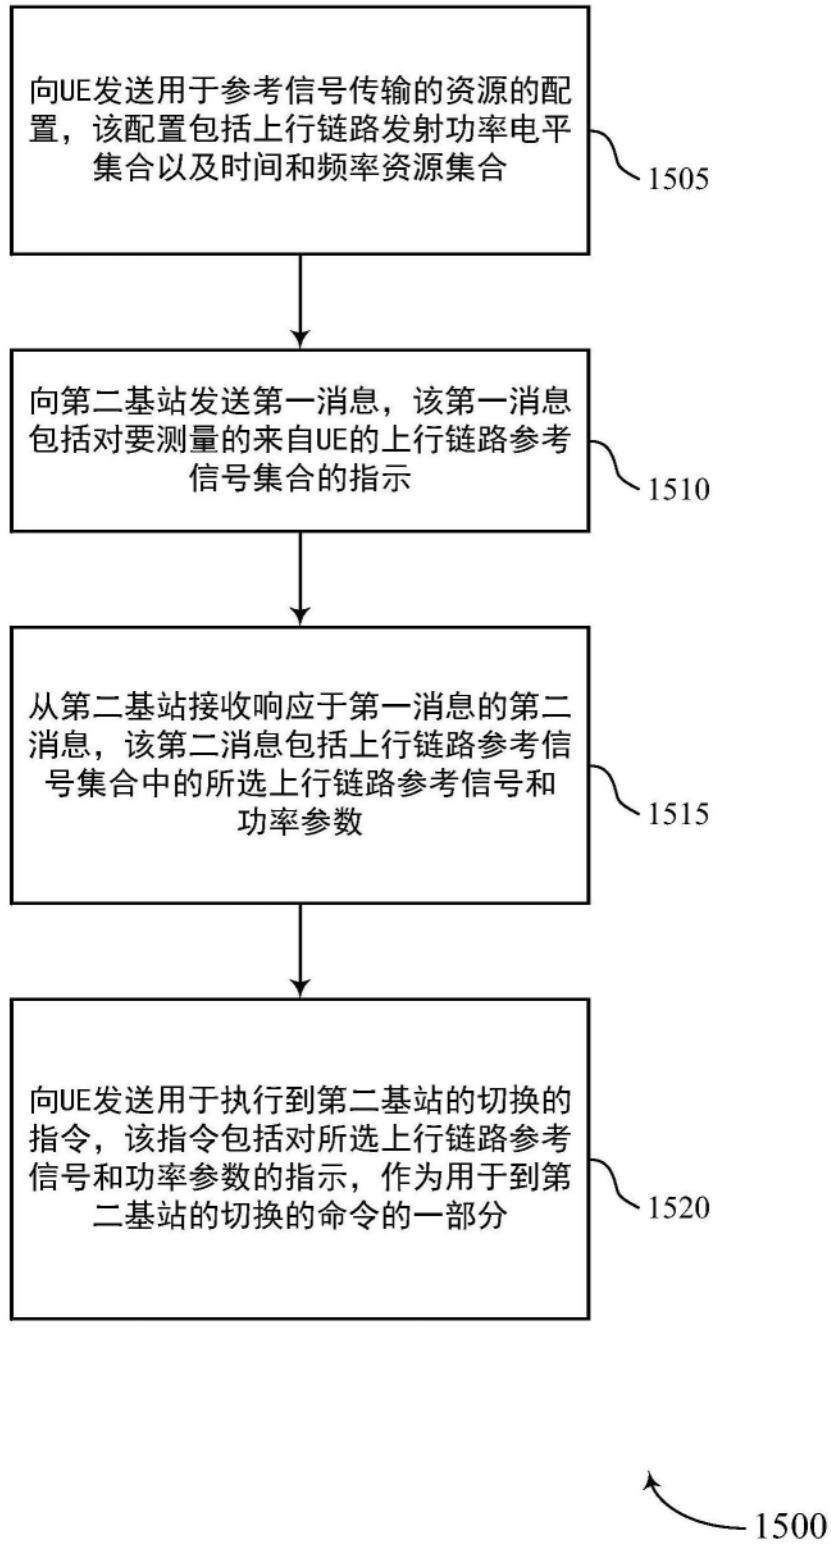 向UE发送用于参考信号传输的资源的配
置，该配置包括上行链路发射功率电平
集合以及时间和频率资源集合
1505
向第二基站发送第一消息，该第一消息
包括对要测量的来自UE的上行链路参考
信号集合的指示
1510
从第二基站接收响应于第一消息的第二
消息，该第二消息包括上行链路参考信
号集合中的所选上行链路参考信号和
功率参数
1515
向UE发送用于执行到第二基站的切换的
指令，该指令包括对所选上行链路参考
信号和功率参数的指示，作为用于到第
二基站的切换的命令的一部分
1520
1500